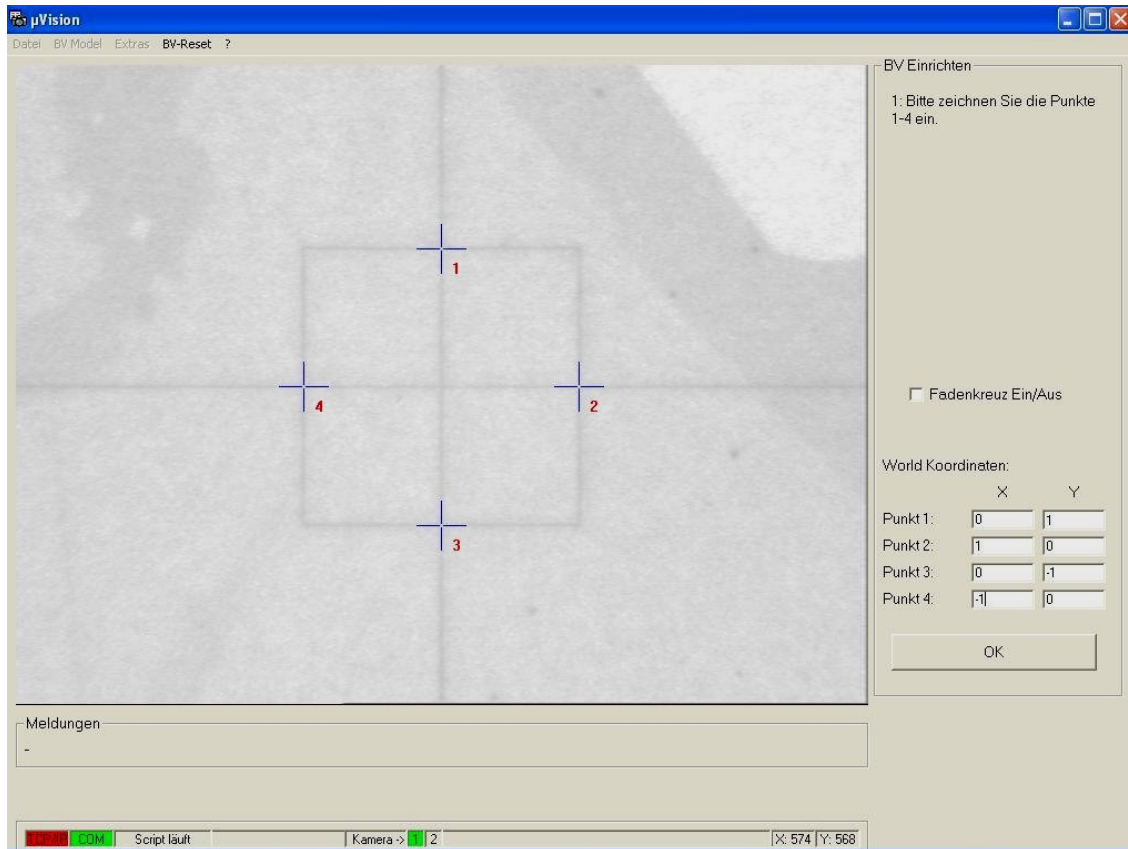 µVision
Datei BV Model Extras BV-Reset ?
BV Einrichten
1: Bitte zeichnen Sie die Punkte
1-4 ein.
1
4
2
3
Fadenkreuz Ein/Aus
World Koordinaten:
X Y
Punkt 1: 0 1
Punkt 2: 1 0
Punkt 3: 0 -1
Punkt 4: -1 0
OK
Meldungen
-
TCP/IP COM Script läuft Kamera -> 1 2 X: 574 Y: 568